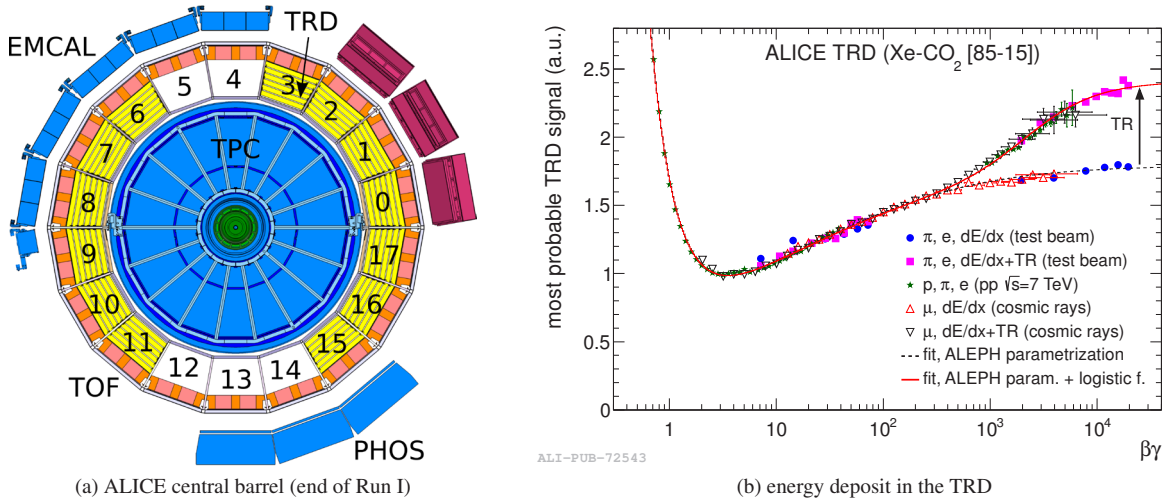 EMCAL
TRD
TPC
TOF
PHOS
0
1
2
3
4
5
6
7
8
9
10
11
12
13
14
15
16
17
(a) ALICE central barrel (end of Run I)
most probable TRD signal (a.u.)
ALICE TRD (Xe-CO₂ [85-15])
2.5
2
1.5
1
0.5
0
TR
π, e, dE/dx (test beam)
π, e, dE/dx+TR (test beam)
p, π, e (pp √s=7 TeV)
μ, dE/dx (cosmic rays)
μ, dE/dx+TR (cosmic rays)
fit, ALEPH parametrization
fit, ALEPH param. + logistic f.
1 10 10² 10³ 10⁴
βγ
ALI-PUB-72543
(b) energy deposit in the TRD